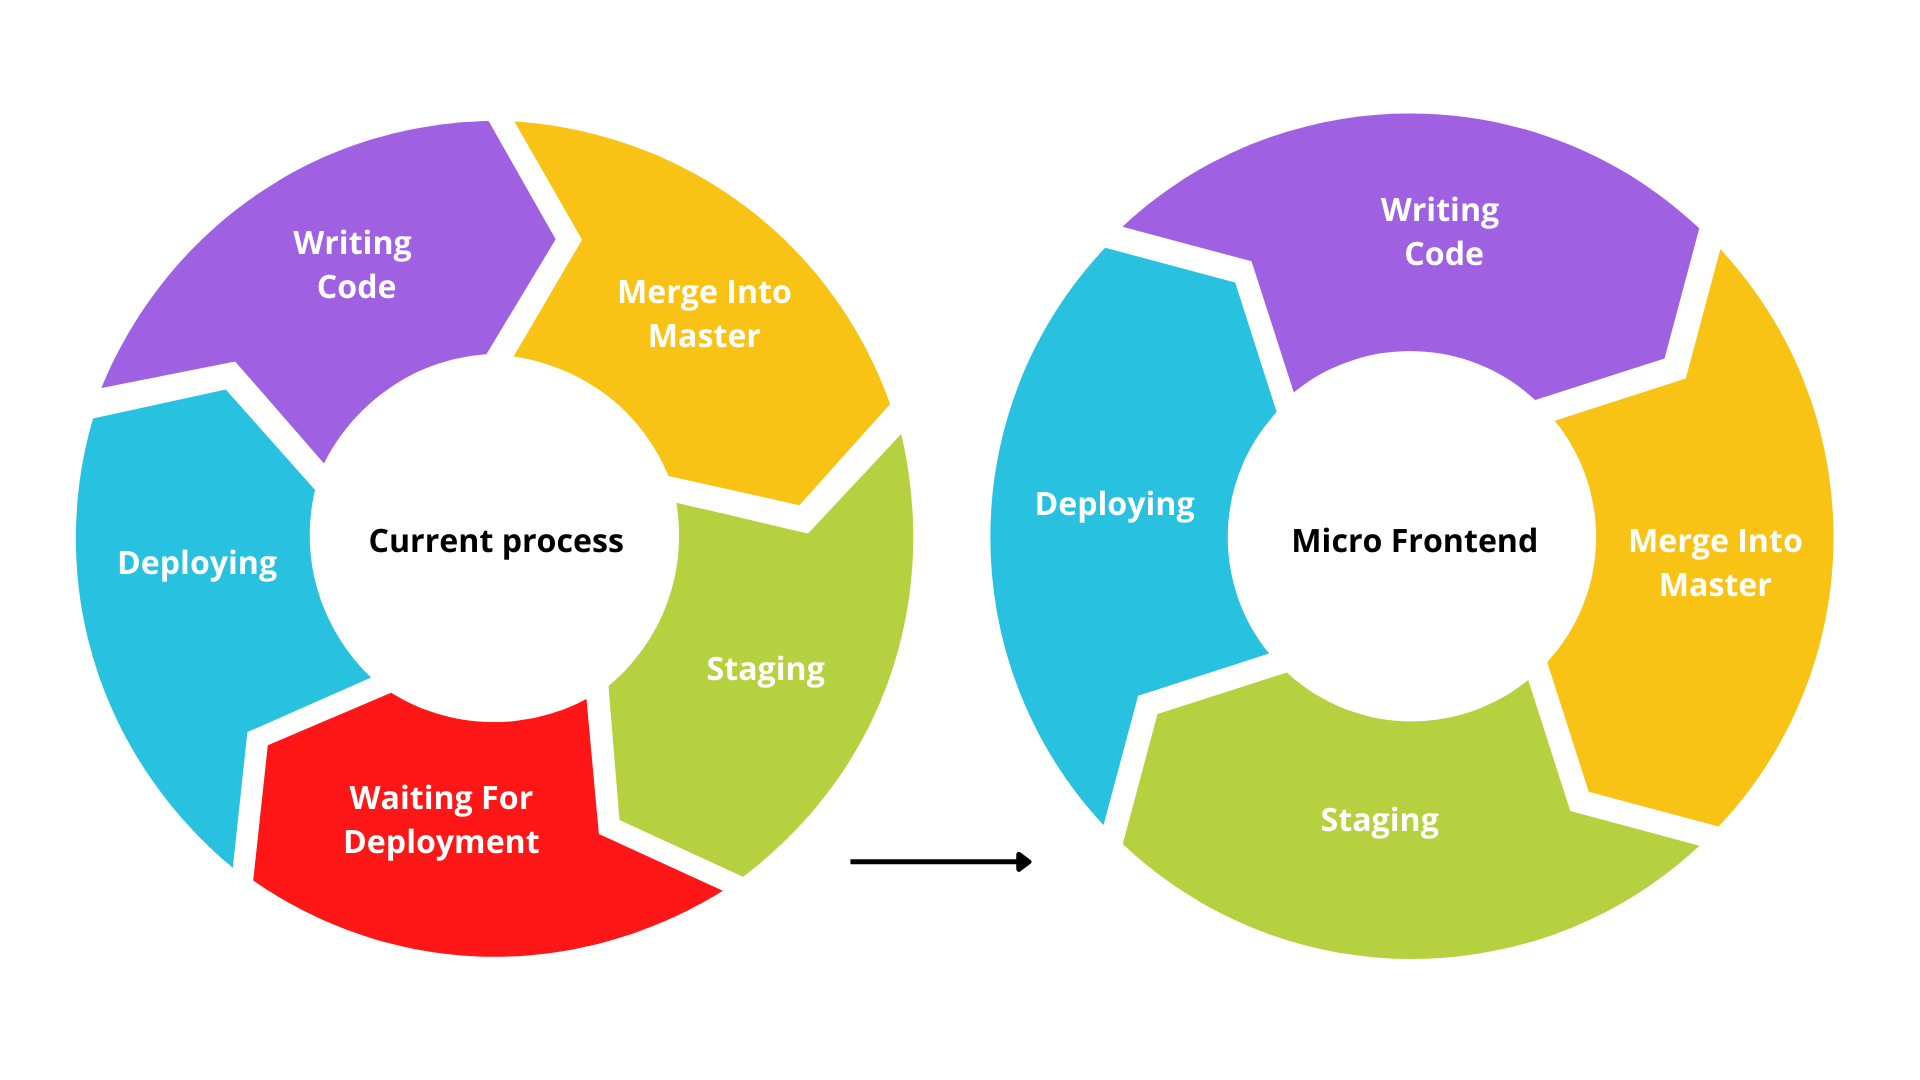 Writing
Code
Merge Into
Master
Staging
Waiting For
Deployment
Deploying
Current process
Writing
Code
Merge Into
Master
Staging
Deploying
Micro Frontend